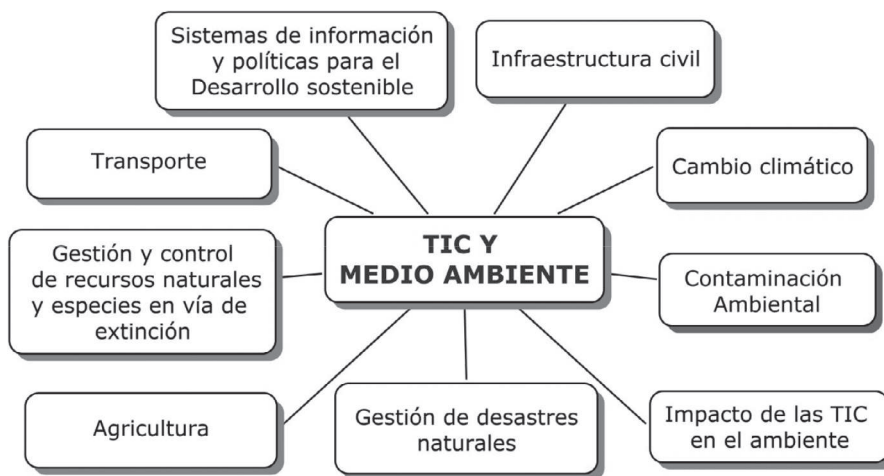 Sistemas de información
y políticas para el
Desarrollo sostenible
Infraestructura civil
Transporte
Cambio climático
TIC Y
MEDIO AMBIENTE
Gestión y control
de recursos naturales
y especies en vía de
extinción
Contaminación
Ambiental
Agricultura
Gestión de desastres
naturales
Impacto de las TIC
en el ambiente